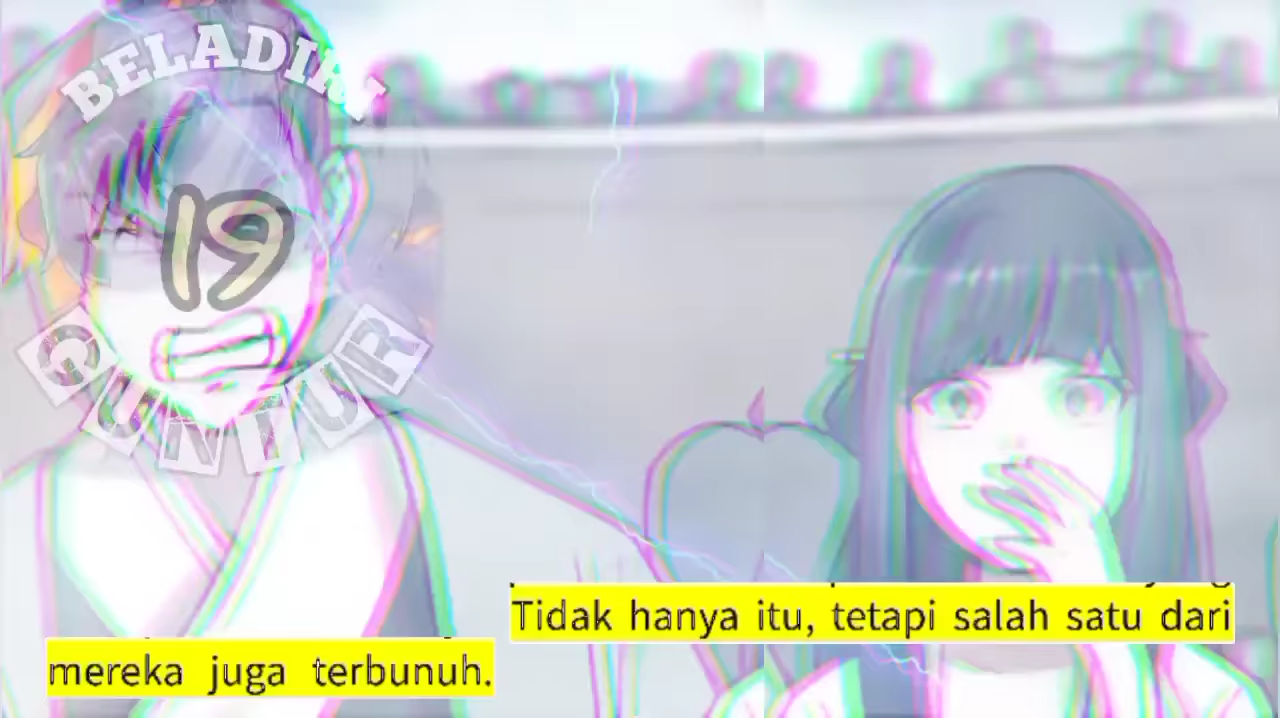 BELADIRI
19
GUNTUR
Tidak hanya itu, tetapi salah satu dari
mereka juga terbunuh.